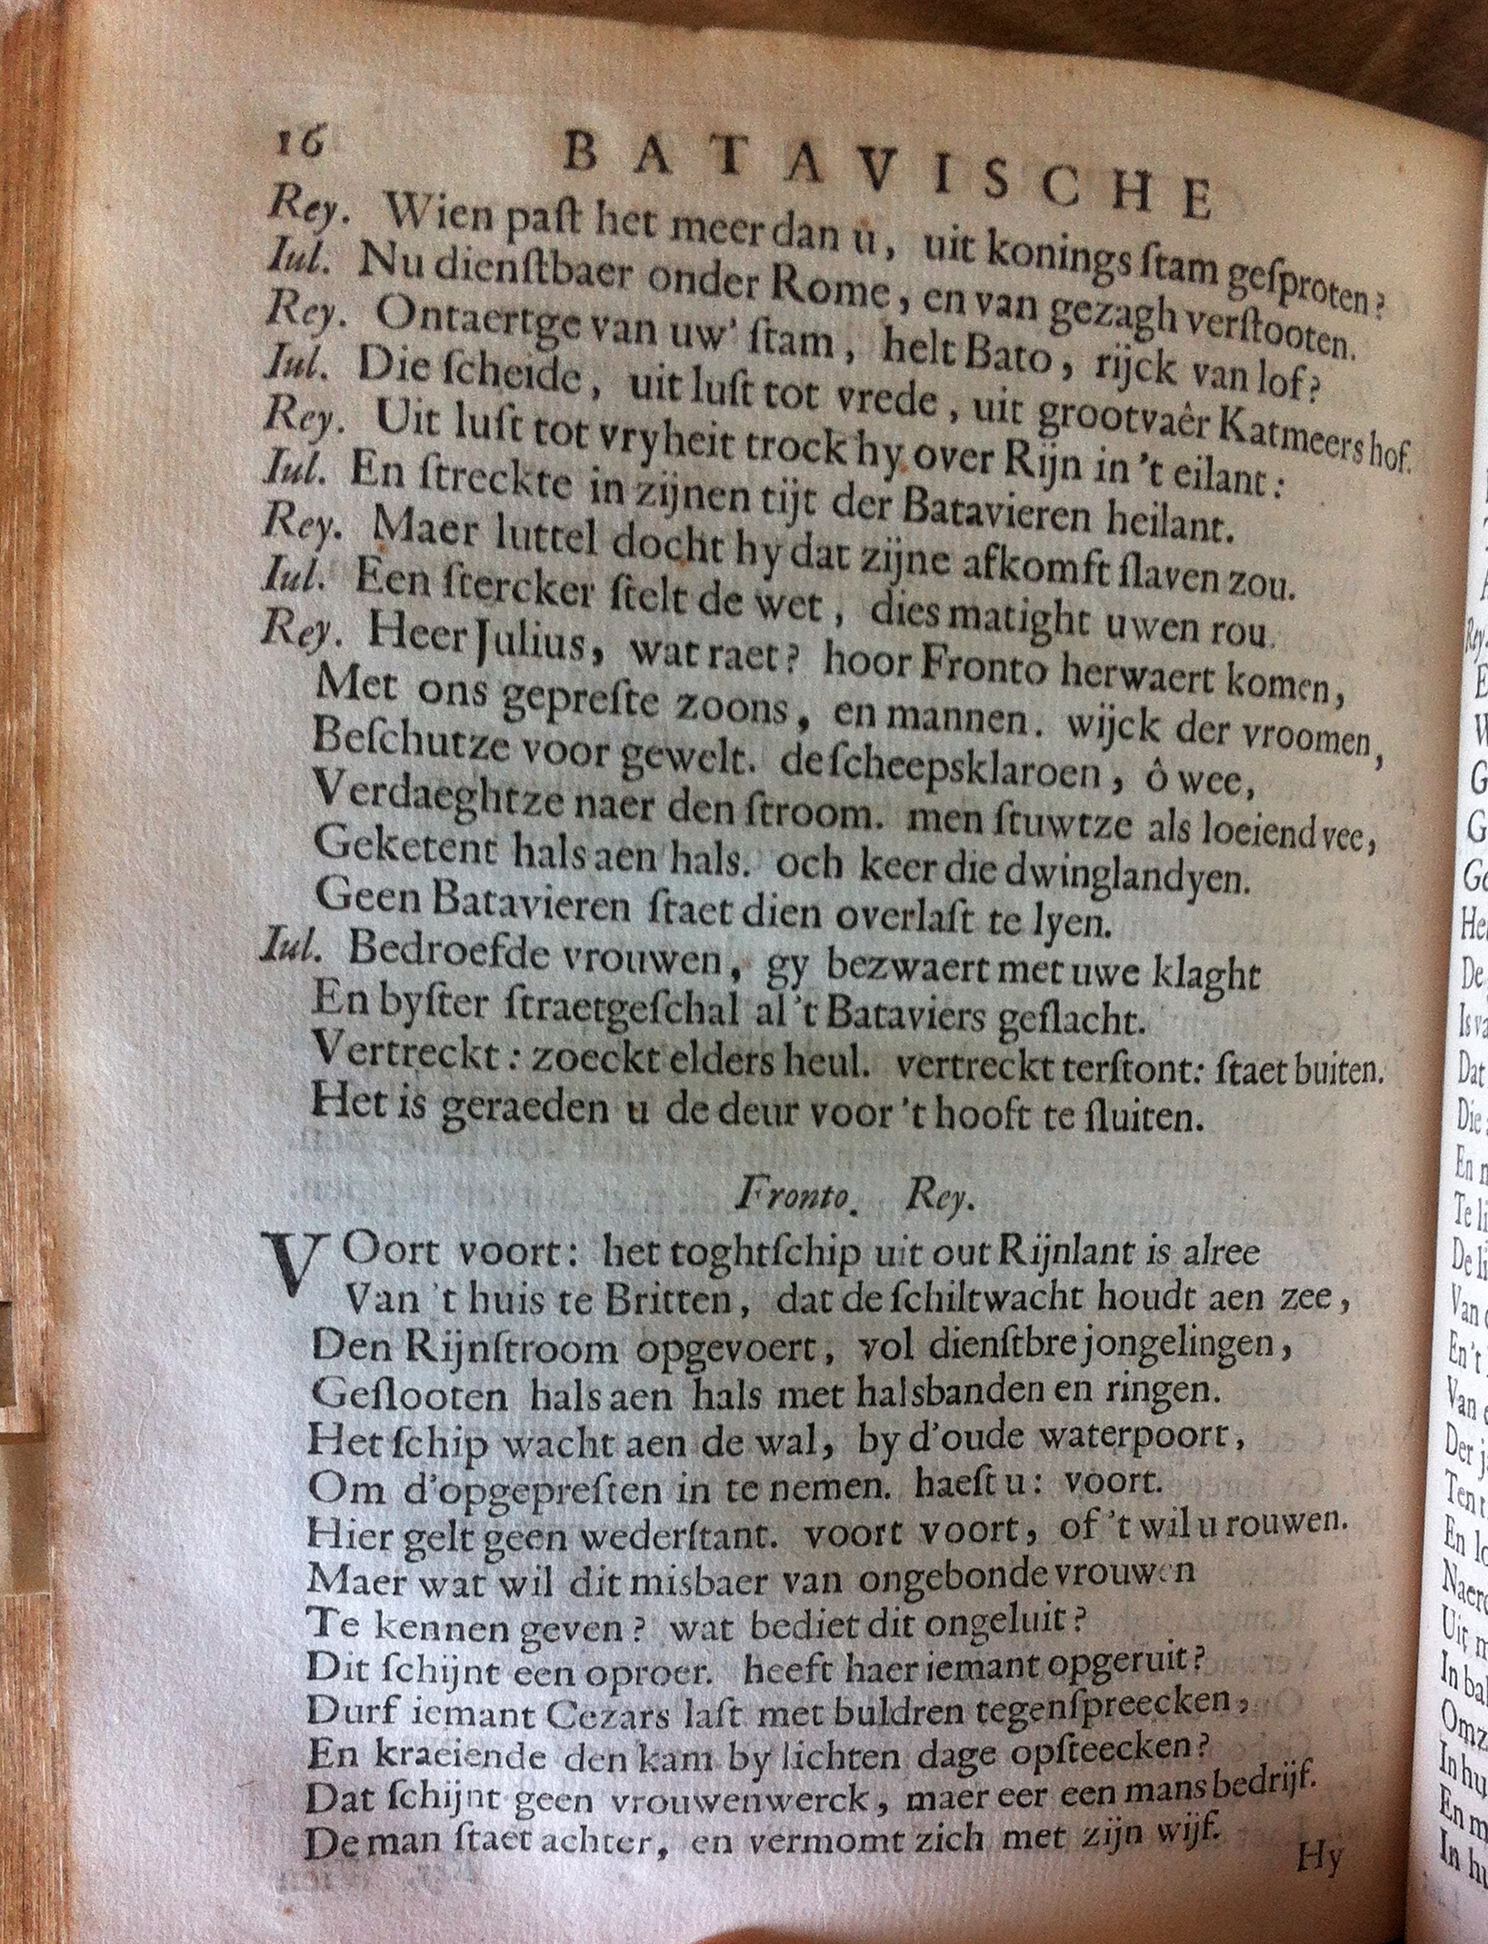 16 BATAVISCHE
Rey. Wien paſt het meer dan u, uit konings ſtam geſproten?
Iul. Nu dienſtbaer onder Rome, en van gezagh verſtooten.
Rey. Ontaertge van uw' ſtam, helt Bato, rijck van lof?
Iul. Die ſcheide, uit luſt tot vrede, uit grootvaêr Katmeers hof.
Rey. Uit luſt tot vryheit trock hy over Rijn in 't eilant:
Iul. En ſtreckte in zijnen tijt der Batavieren heilant.
Rey. Maer luttel docht hy dat zijne afkomſt ſlaven zou.
Iul. Een ſtercker ſtelt de wet, dies matight uwen rou.
Rey. Heer Julius, wat raet? hoor Fronto herwaert komen,
Met ons gepreſte zoons, en mannen. wijck der vroomen,
Beſchutze voor gewelt. de ſcheepsklaroen, ô wee,
Verdaeghtze naer den ſtroom. men ſtuwtze als loeiend vee,
Geketent hals aen hals. och keer die dwinglandyen.
Geen Batavieren ſtaet dien overlaſt te lyen.
Iul. Bedroefde vrouwen, gy bezwaert met uwe klaght
En byſter ſtraetgeſchal al 't Bataviers geſlacht.
Vertreckt: zoeckt elders heul. vertreckt terſtont: ſtaet buiten.
Het is geraeden u de deur voor 't hooft te ſluiten.
Fronto. Rey.
VOort voort: het toghtſchip uit out Rijnlant is alree
Van 't huis te Britten, dat de ſchiltwacht houdt aen zee,
Den Rijnſtroom opgevoert, vol dienſtbre jongelingen,
Geſlooten hals aen hals met halsbanden en ringen.
Het ſchip wacht aen de wal, by d'oude waterpoort,
Om d'opgepreſten in te nemen. haeſt u: voort.
Hier gelt geen wederſtant. voort voort, of 't wil u rouwen.
Maer wat wil dit misbaer van ongebonde vrouwen
Te kennen geven? wat bediet dit ongeluit?
Dit ſchijnt een oproer. heeft haer iemant opgeruit?
Durf iemant Cezars laſt met buldren tegenſpreecken,
En kraeiende den kam by lichten dage opſteecken?
Dat ſchijnt geen vrouwenwerck, maer eer een mans bedrijf.
De man ſtaet achter, en vermomt zich met zijn wijf.
Hy